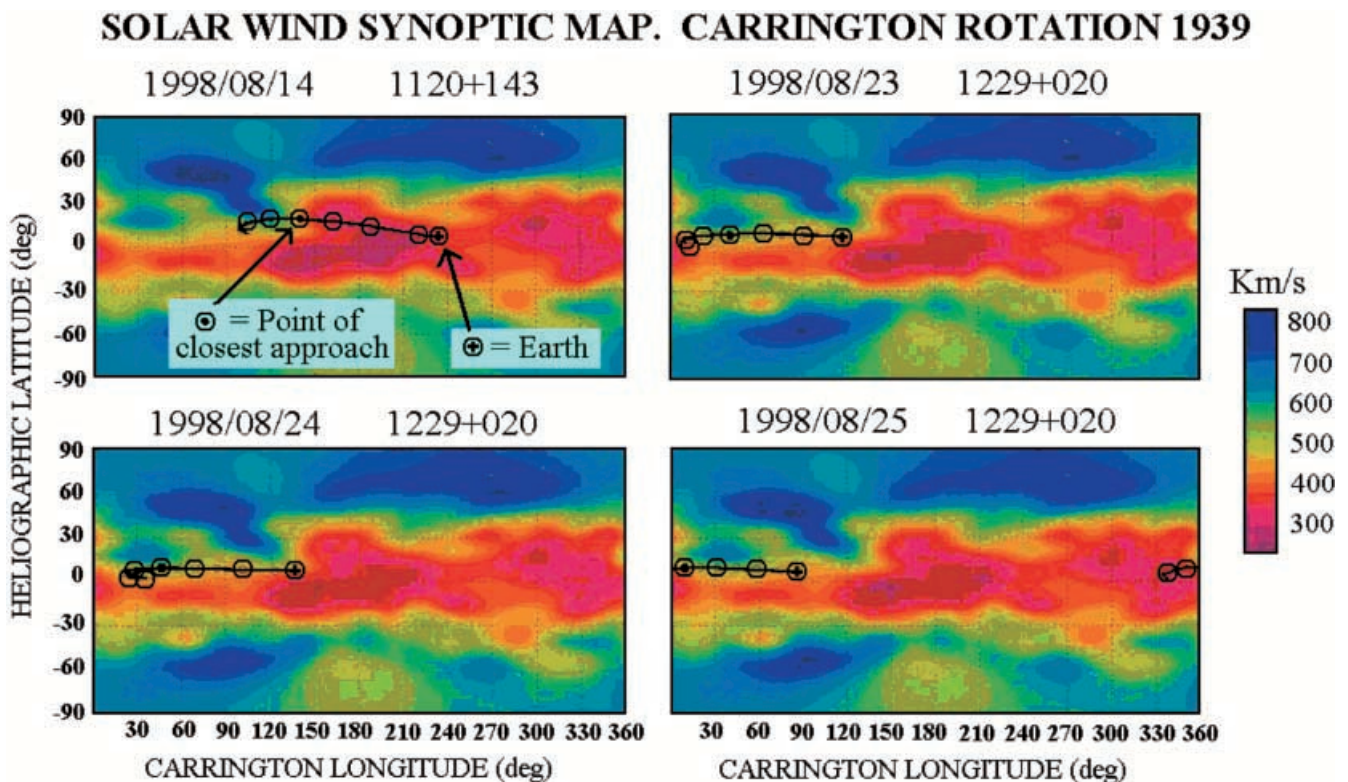 SOLAR WIND SYNOPTIC MAP. CARRINGTON ROTATION 1939
1998/08/14 1120+143
1998/08/23 1229+020
90
60
30
0
-30
-60
-90
⊙ = Point of
closest approach
⊕ = Earth
HELIOGRAPHIC LATITUDE (deg)
Km/s
800
700
600
500
400
300
1998/08/24 1229+020
1998/08/25 1229+020
90
60
30
0
-30
-60
-90
30 60 90 120 150 180 210 240 270 300 330 360
30 60 90 120 150 180 210 240 270 300 330 360
CARRINGTON LONGITUDE (deg)
CARRINGTON LONGITUDE (deg)